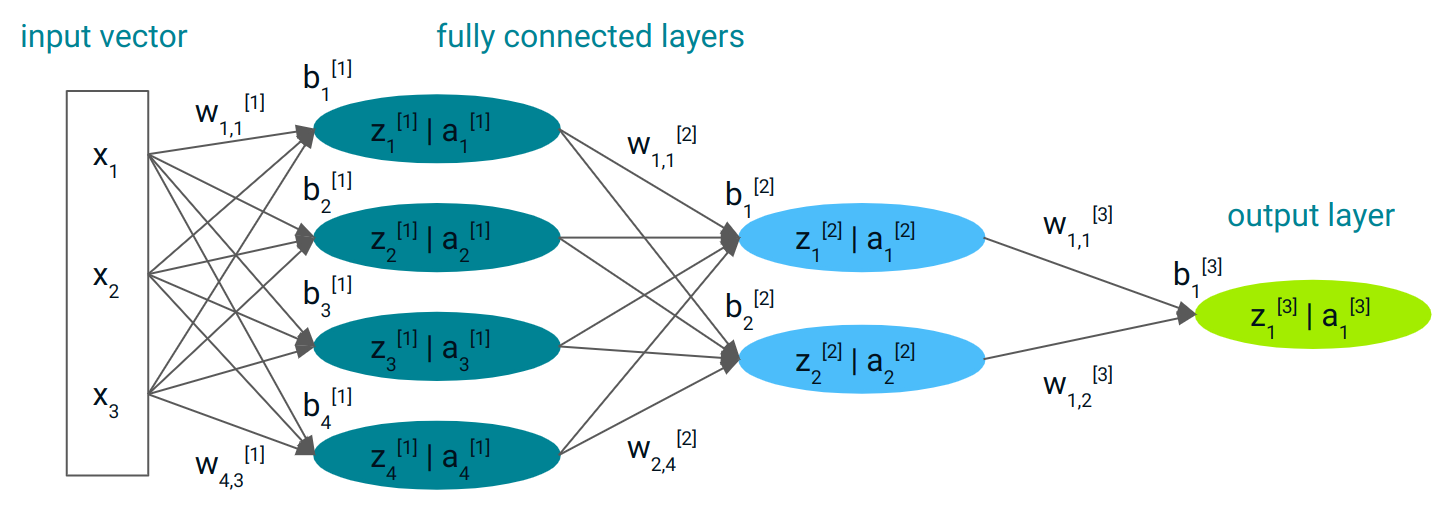 input vector
fully connected layers
output layer
x₁
x₂
x₃
w₁,₁[1]
w₄,₃[1]
b₁[1]
z₁[1] | a₁[1]
b₂[1]
z₂[1] | a₂[1]
b₃[1]
z₃[1] | a₃[1]
b₄[1]
z₄[1] | a₄[1]
w₁,₁[2]
w₂,₄[2]
b₁[2]
z₁[2] | a₁[2]
b₂[2]
z₂[2] | a₂[2]
w₁,₁[3]
w₁,₂[3]
b₁[3]
z₁[3] | a₁[3]